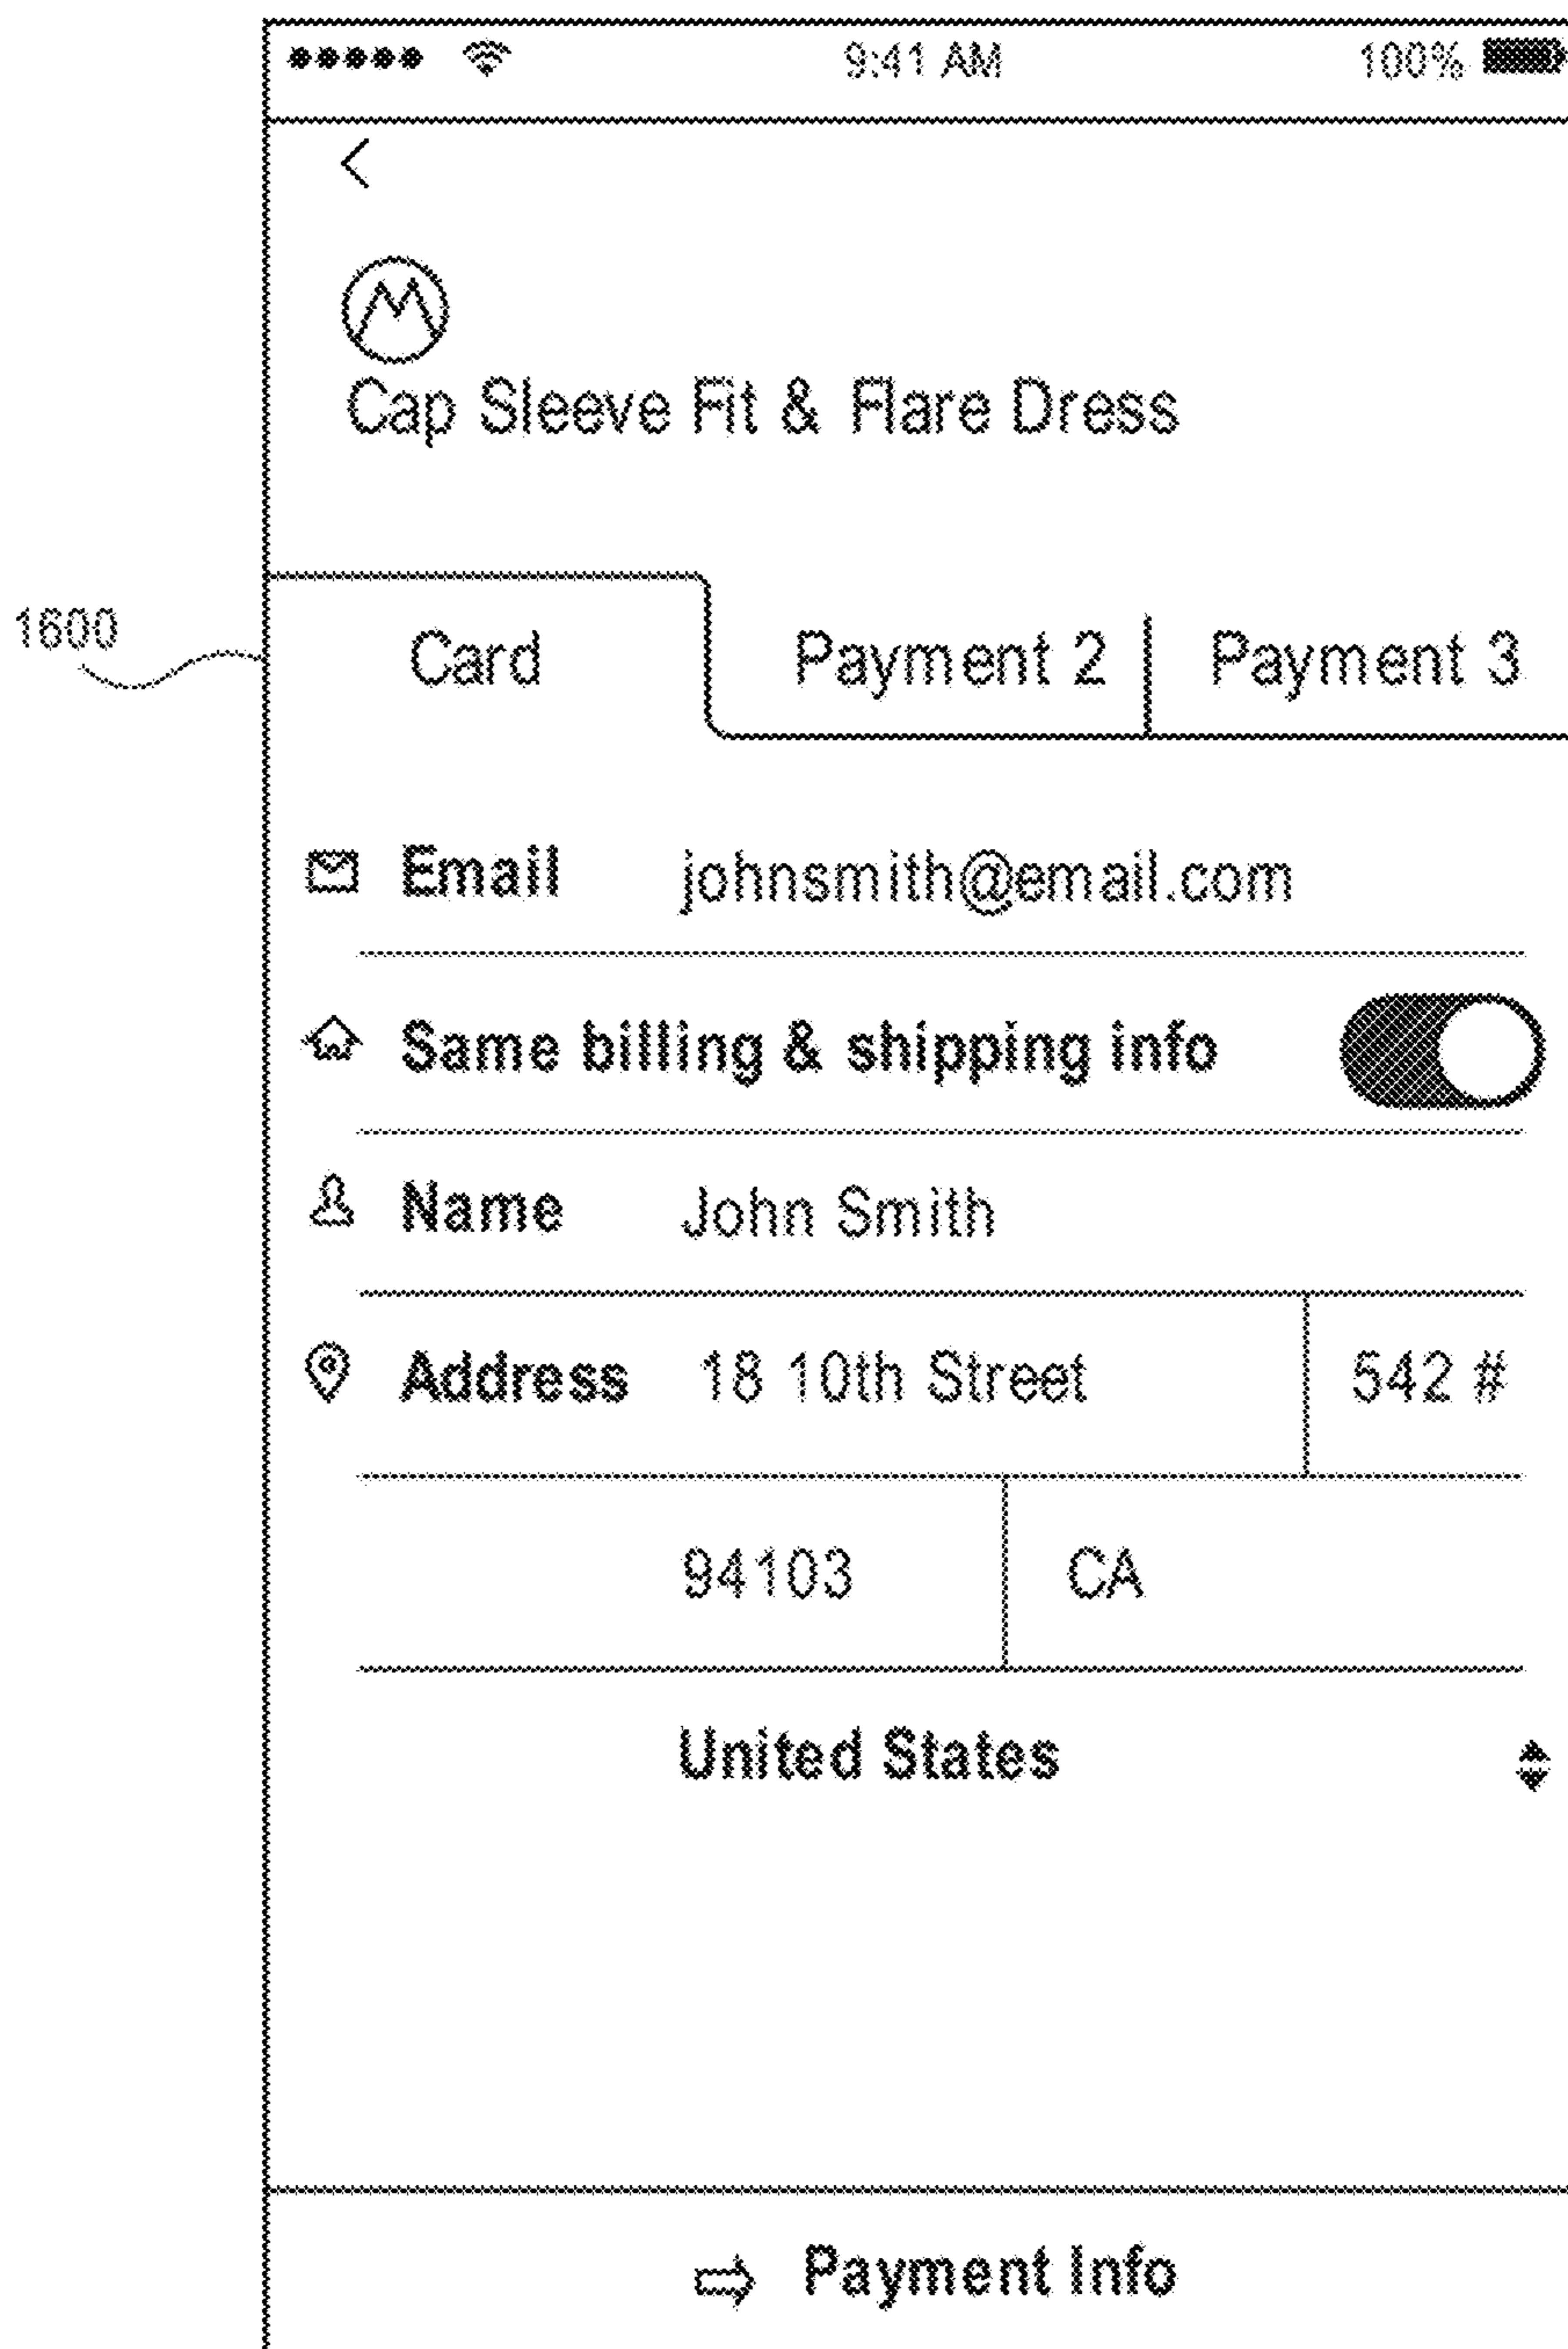 9:41 AM 100%
<
Cap Sleeve Fit & Flare Dress
1600
Card Payment 2 Payment 3
Email johnsmith@email.com
Same billing & shipping info
Name John Smith
Address 18 10th Street 542 #
94103 CA
United States
Payment Info